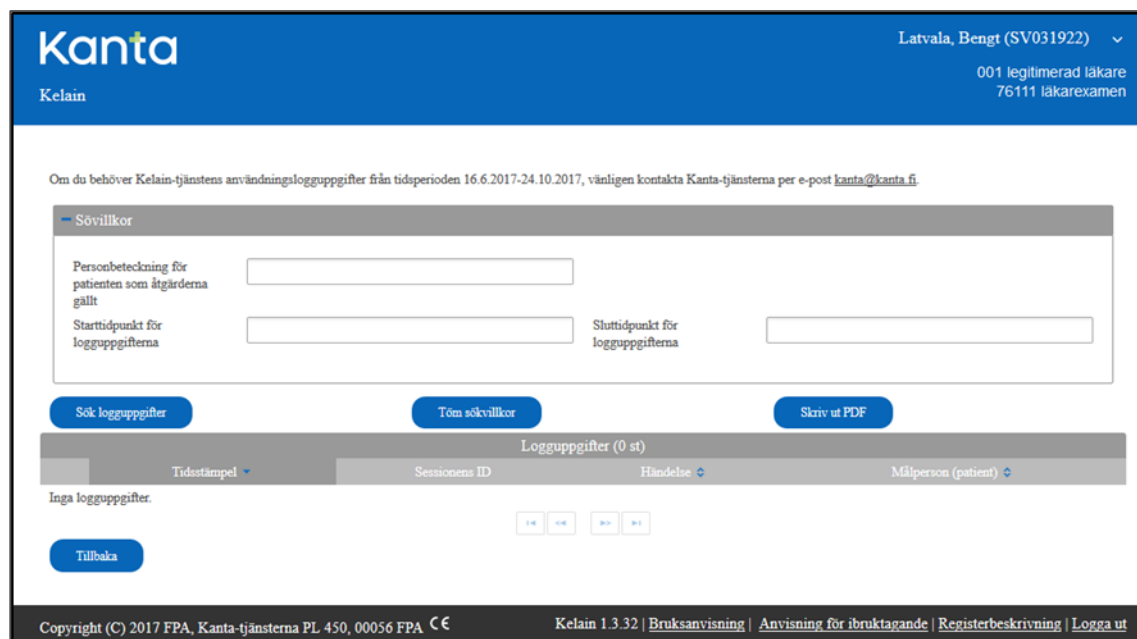 Kanta
Latvala, Bengt (SV031922)
001 legitimerad läkare
76111 läkarexamen
Kelain
Om du behöver Kelain-tjänstens användningslogguppgifter från tidsperioden 16.6.2017-24.10.2017, vänligen kontakta Kanta-tjänsterna per e-post kanta@kanta.fi.
Sövillkor
Personbeteckning för
patienten som åtgärderna
gällt
Starttidpunkt för
logguppgifterna
Sluttidpunkt för
logguppgifterna
Sök logguppgifter
Töm sökvillkor
Skriv ut PDF
Logguppgifter (0 st)
Tidsstämpel
Sessionens ID
Händelse
Målperson (patient)
Inga logguppgifter.
Tillbaka
Copyright (C) 2017 FPA, Kanta-tjänsterna PL 450, 00056 FPA CE
Kelain 1.3.32 | Bruksanvisning | Anvisning för ibruktagande | Registerbeskrivning | Logga ut